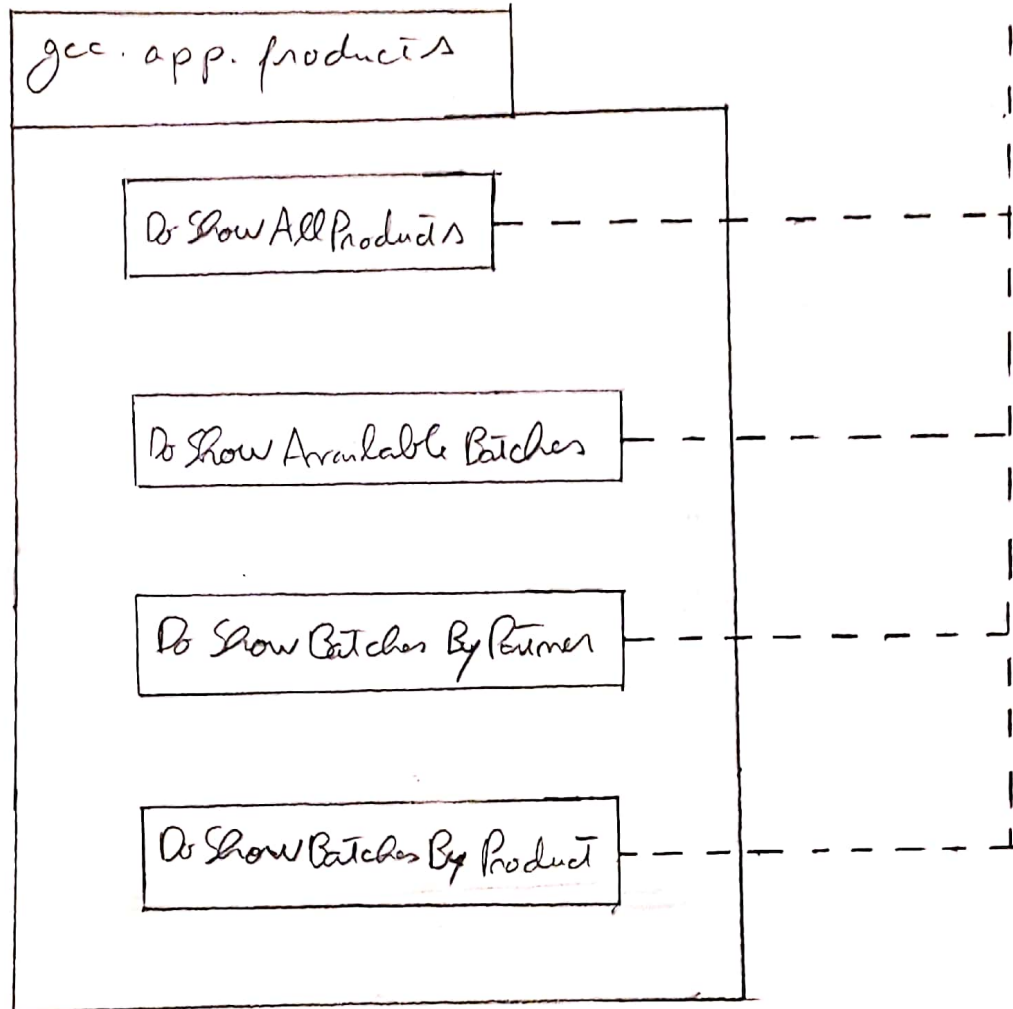 gcc.app.products
Do Show All Products
Do Show Available Batches
Do Show Batches By Partner
Do Show Batches By Product